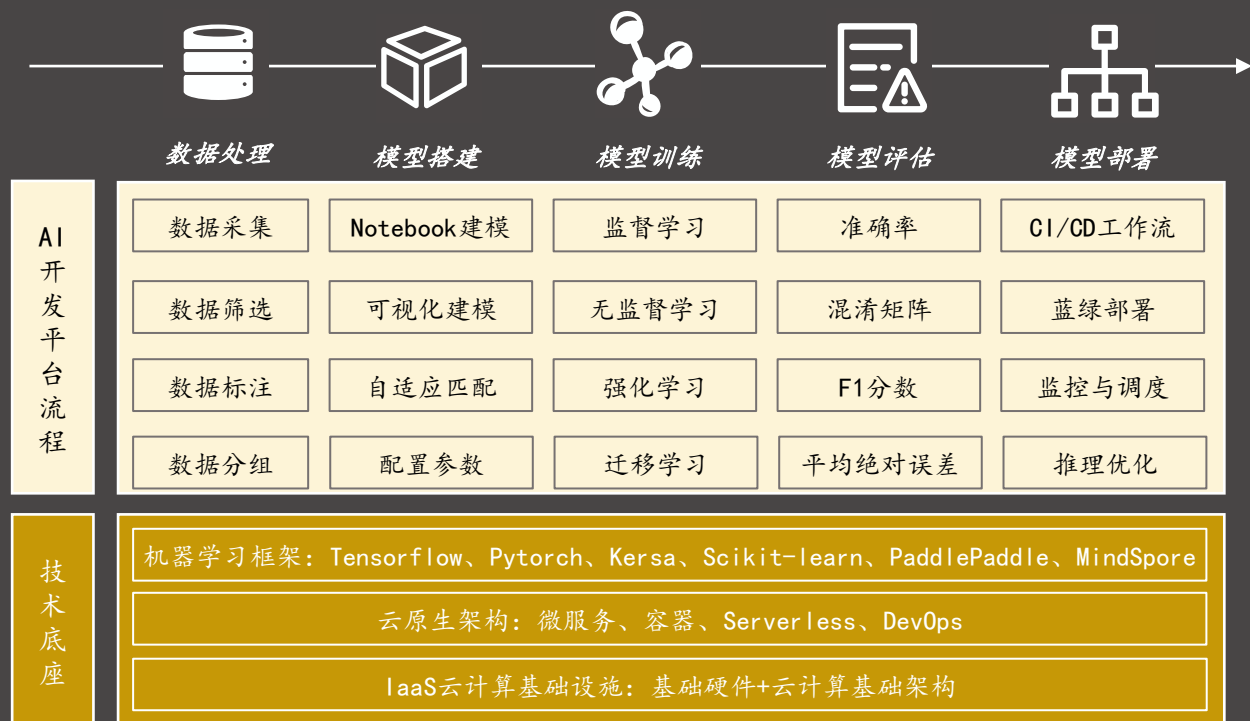 数据处理 模型搭建 模型训练 模型评估 模型部署
AI开发平台流程
数据采集 Notebook建模 监督学习 准确率 CI/CD工作流
数据筛选 可视化建模 无监督学习 混淆矩阵 蓝绿部署
数据标注 自适应匹配 强化学习 F1分数 监控与调度
数据分组 配置参数 迁移学习 平均绝对误差 推理优化
技术底座
机器学习框架：Tensorflow、Pytorch、Kersa、Scikit-learn、PaddlePaddle、MindSpore
云原生架构：微服务、容器、Serverless、DevOps
IaaS云计算基础设施：基础硬件+云计算基础架构